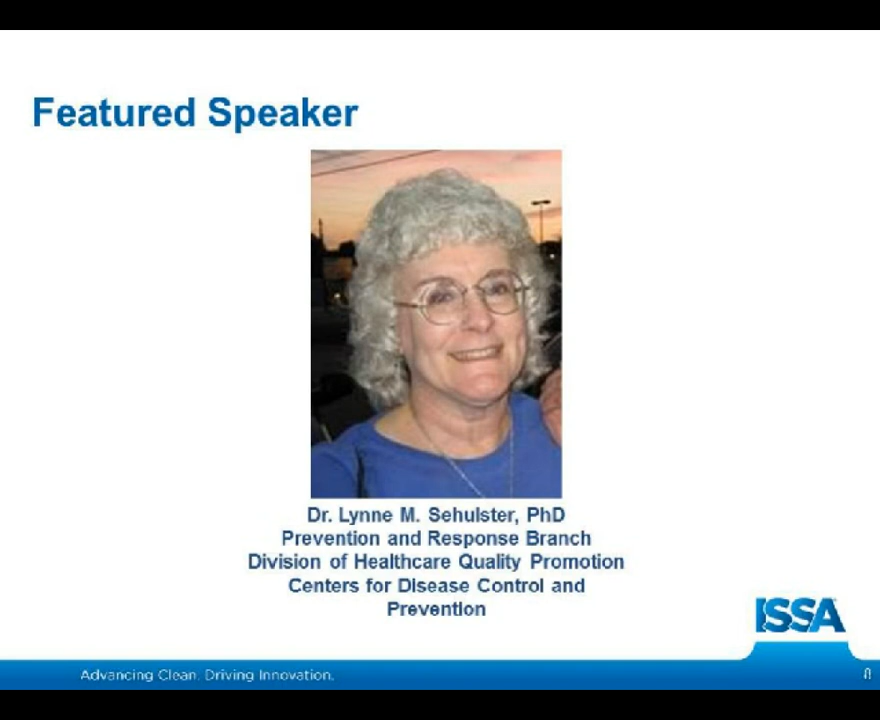 Featured Speaker
Dr. Lynne M. Sehulster, PhD
Prevention and Response Branch
Division of Healthcare Quality Promotion
Centers for Disease Control and
Prevention
ISSA
Advancing Clean. Driving Innovation.
8